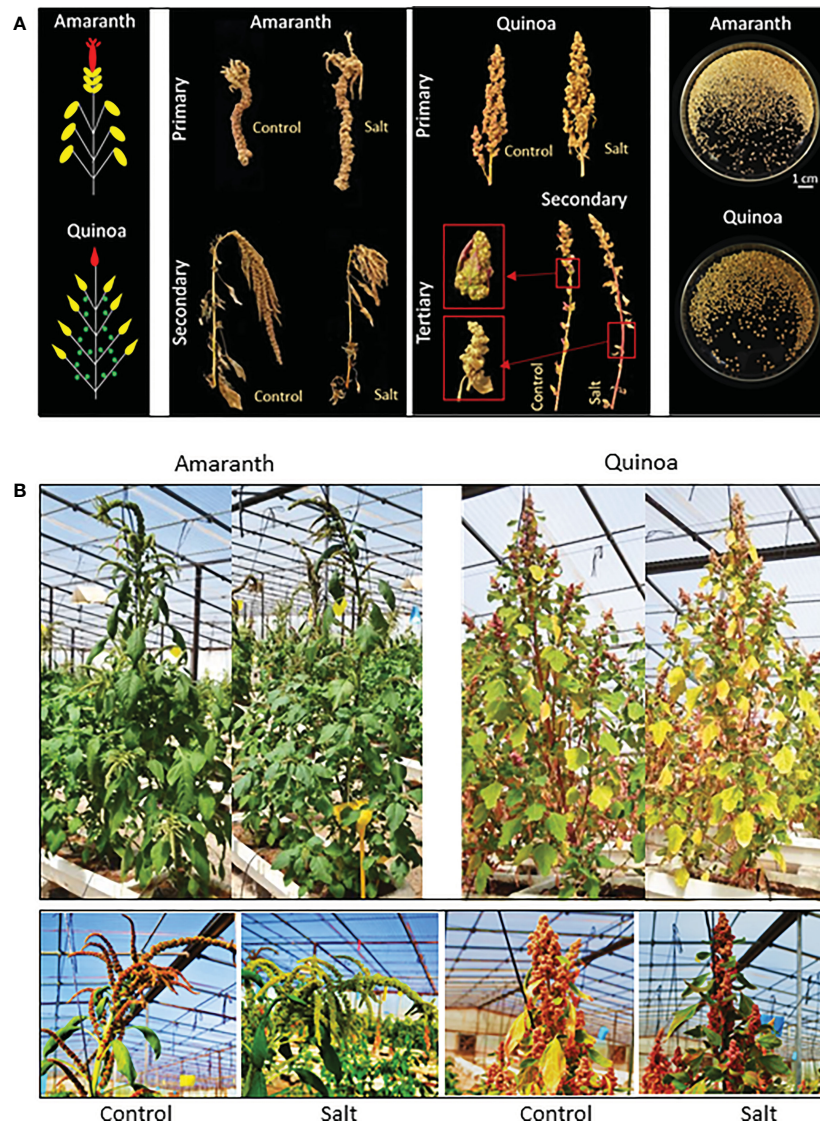 A
Amaranth
Quinoa
Amaranth
Primary
Control
Salt
Secondary
Control
Salt
Quinoa
Primary
Control
Salt
Secondary
Tertiary
Control
Salt
Amaranth
1 cm
Quinoa
B
Amaranth
Quinoa
Control
Salt
Control
Salt